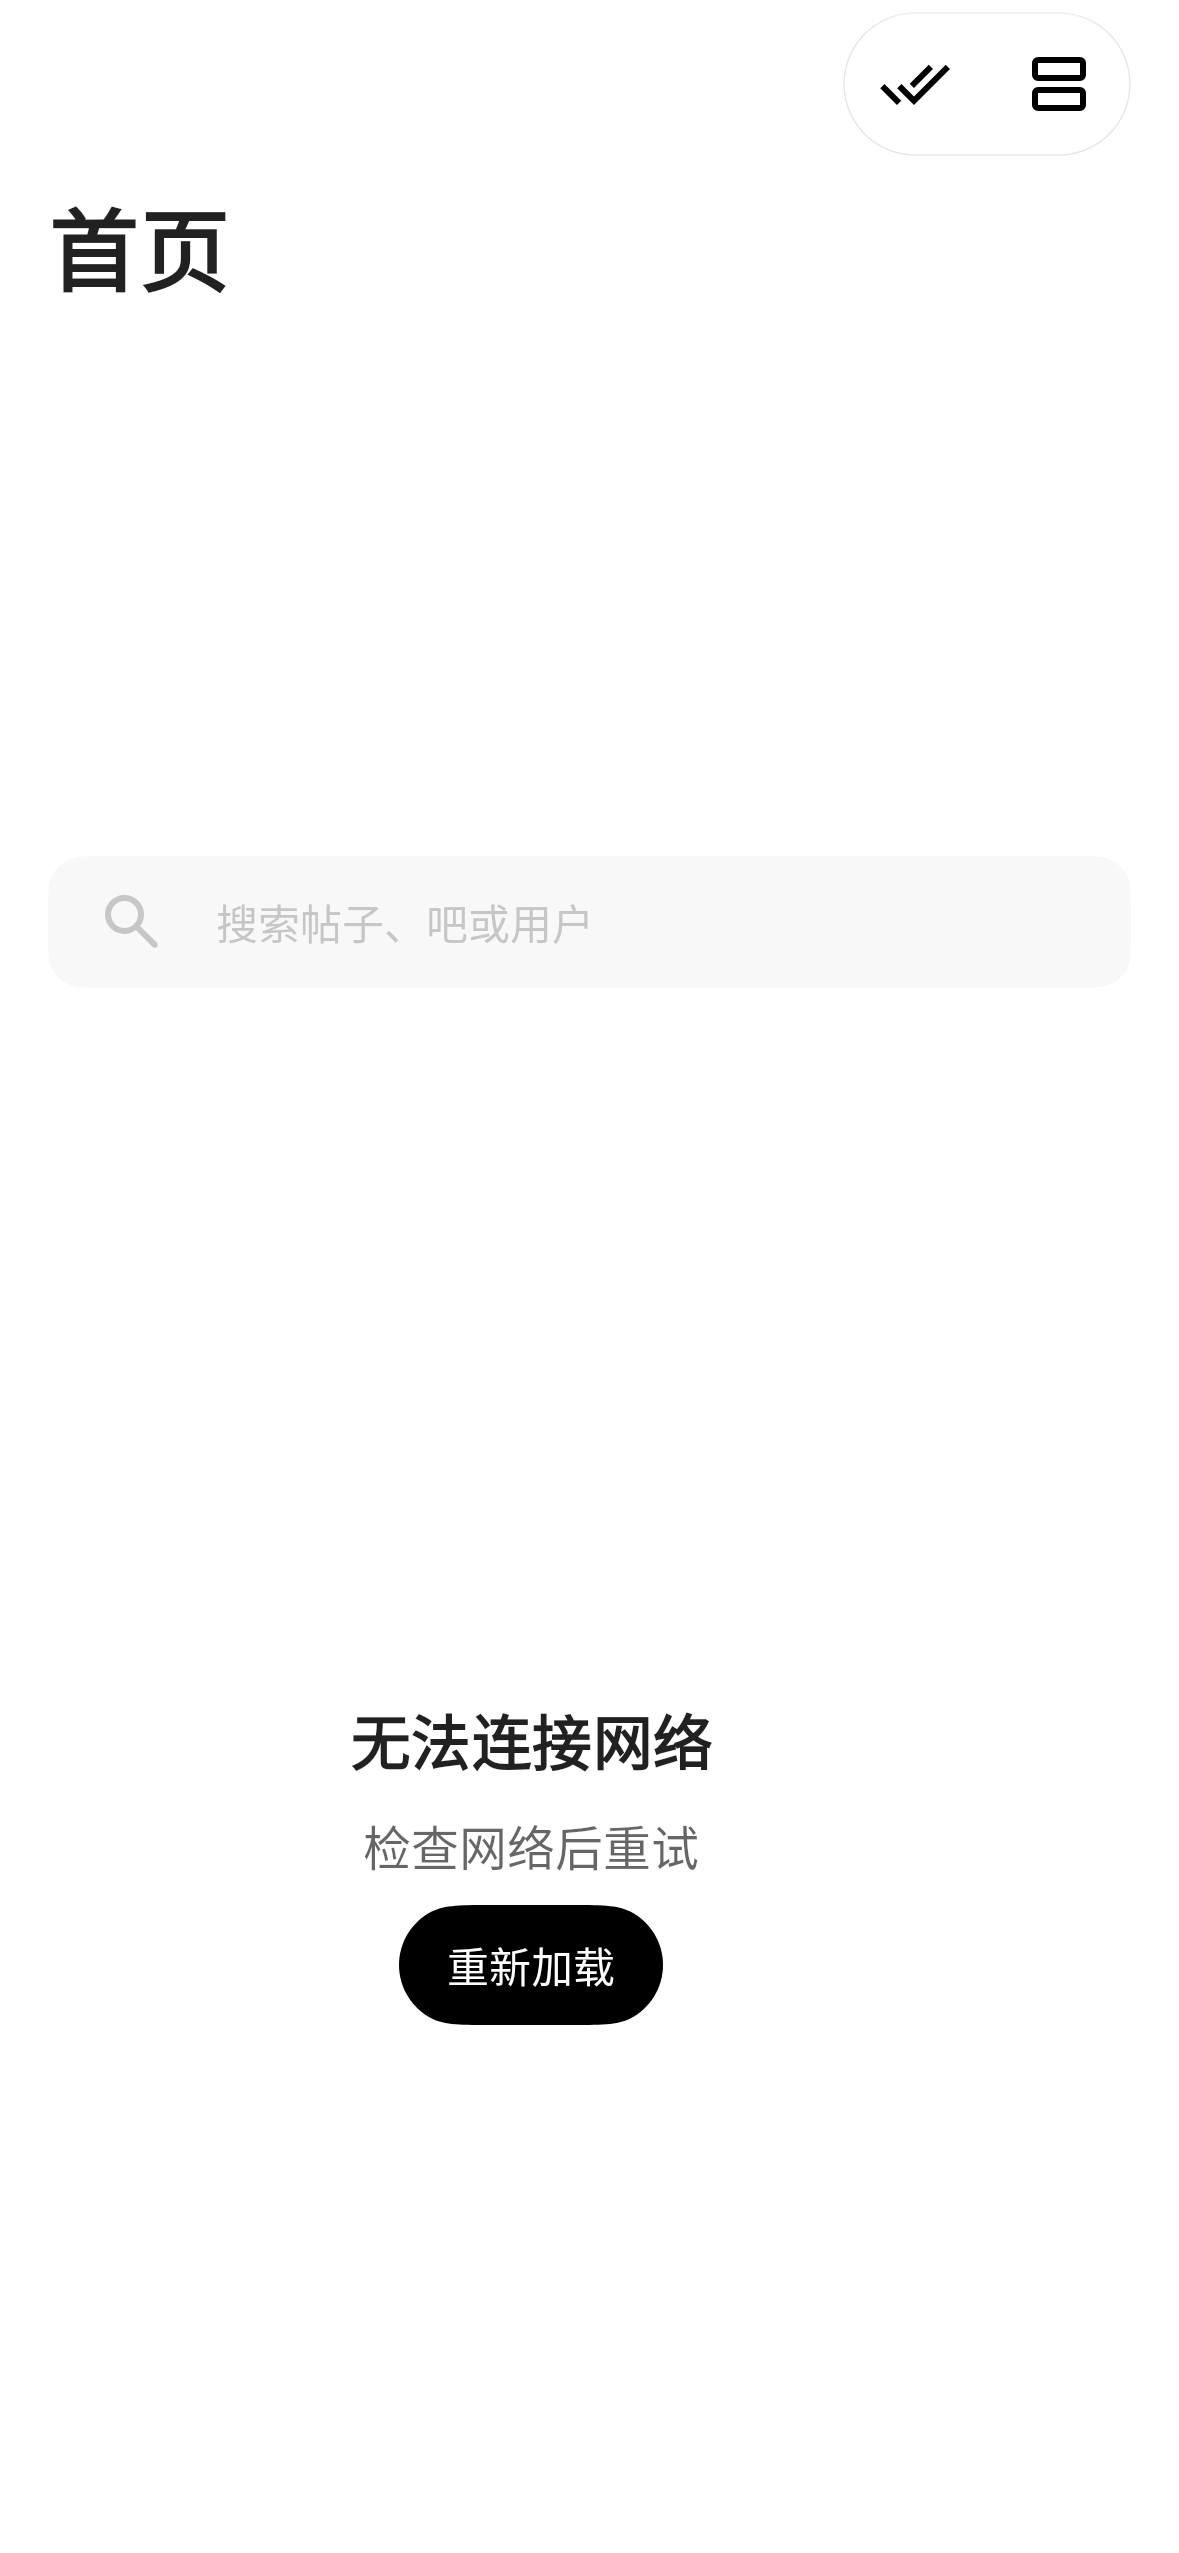 首页
搜索帖子、吧或用户
无法连接网络
检查网络后重试
重新加载